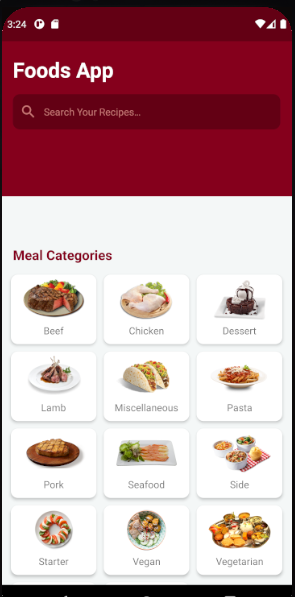 3:24
Foods App
Search Your Recipes...
Meal Categories
Beef
Chicken
Dessert
Lamb
Miscellaneous
Pasta
Pork
Seafood
Side
Starter
Vegan
Vegetarian